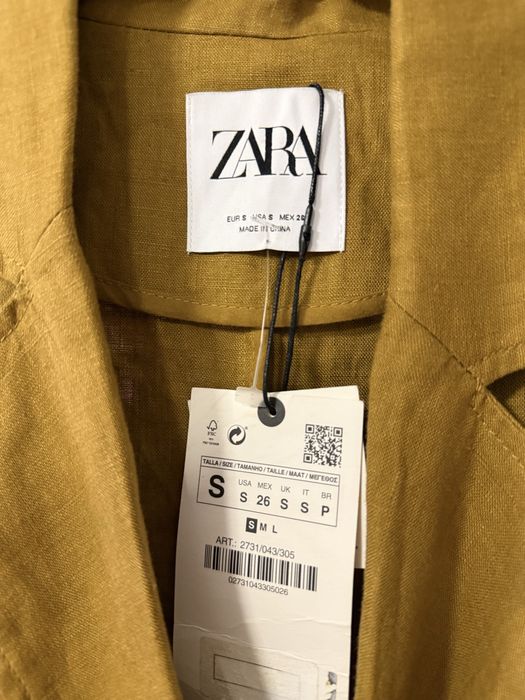 ZARA
EUR S USA S MEX 26
MADE IN CHINA
FSC
TALLA / SIZE / TAMANHO / TAILLE / MAAT / ΜΕΓΕΘΟΣ
S
USA MEX UK IT BR
S 26 S S P
S M L
ART.: 2731/043/305
02731043305026